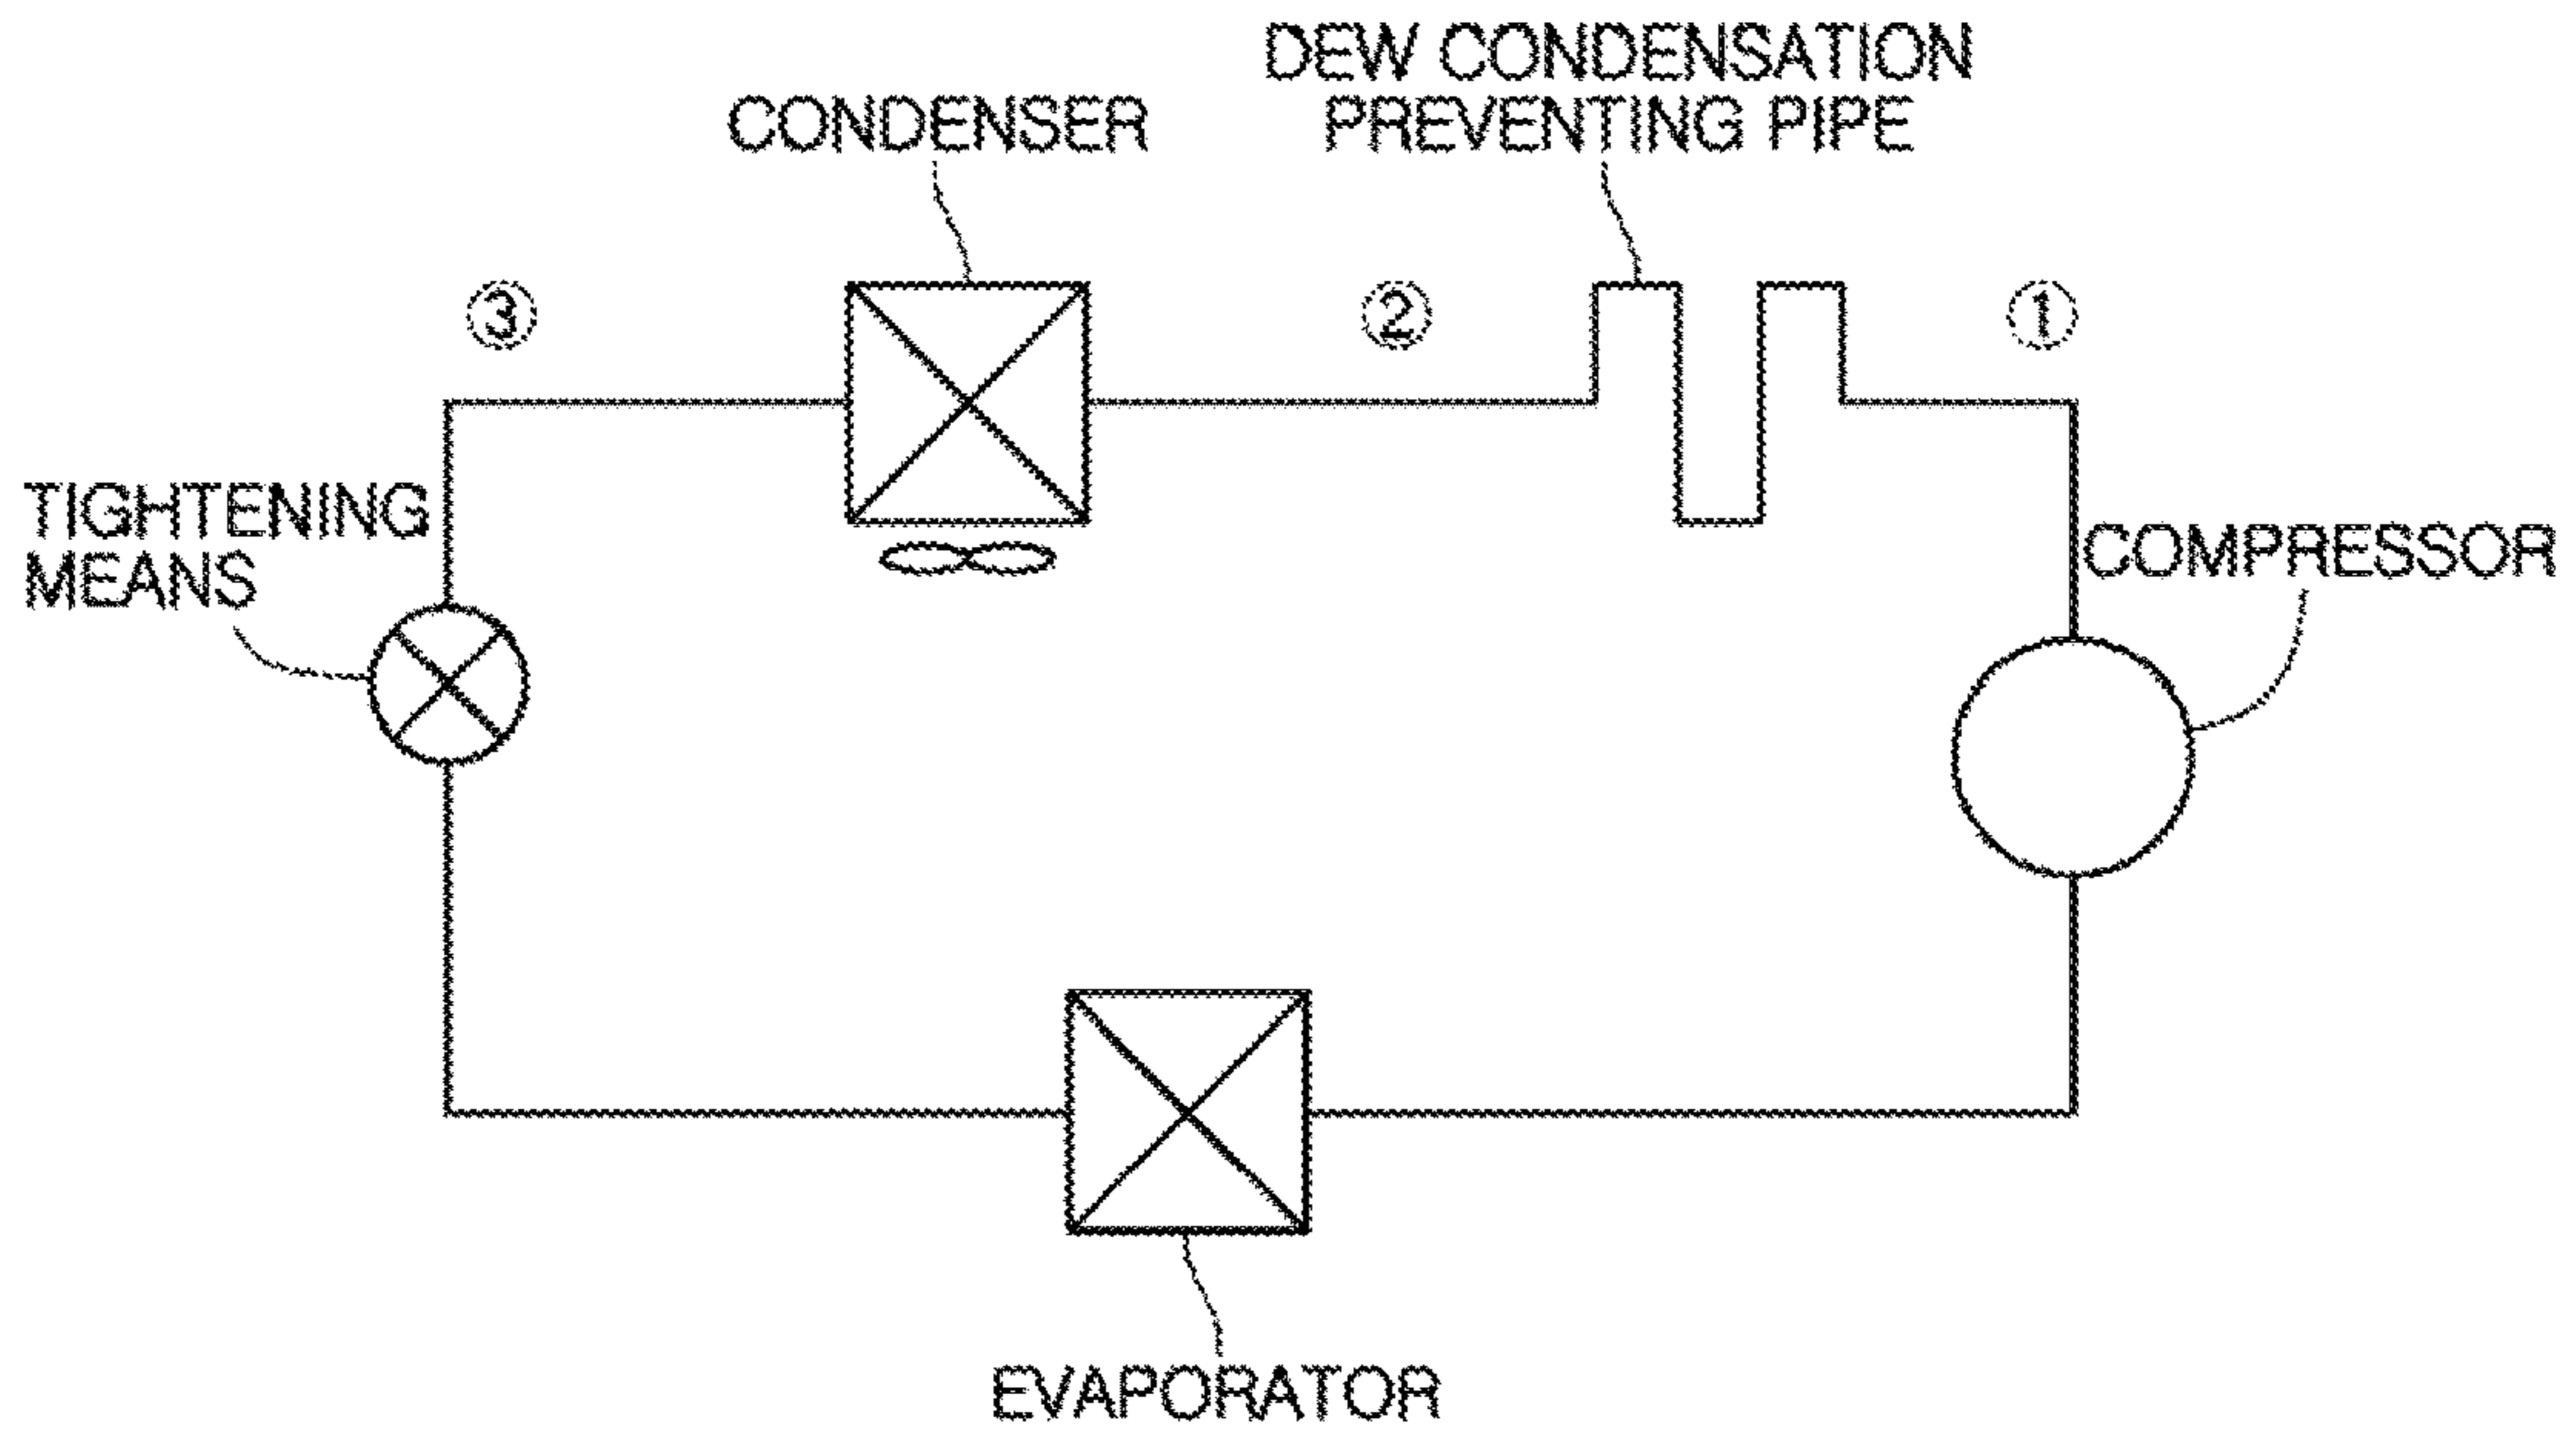 DEW CONDENSATION
PREVENTING PIPE
CONDENSER
③
②
①
TIGHTENING
MEANS
COMPRESSOR
EVAPORATOR